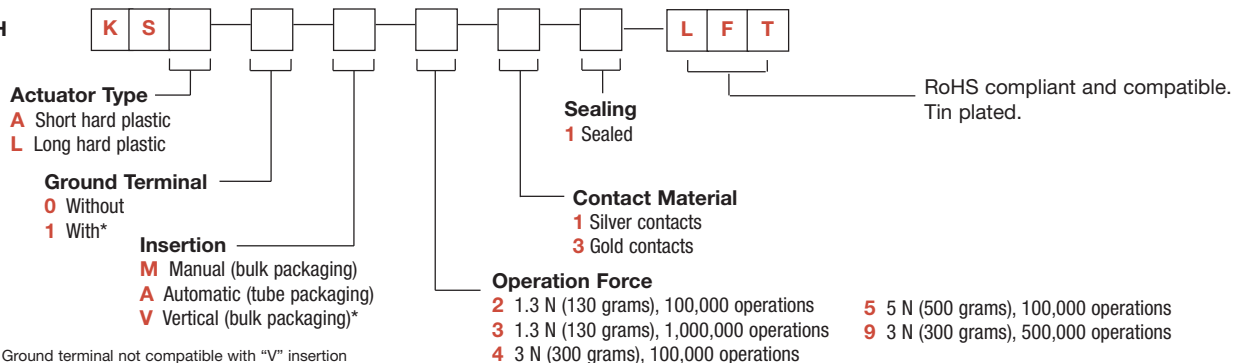 H
K S L F T
Actuator Type
A Short hard plastic
L Long hard plastic
Ground Terminal
0 Without
1 With*
Insertion
M Manual (bulk packaging)
A Automatic (tube packaging)
V Vertical (bulk packaging)*
Ground terminal not compatible with “V” insertion
Operation Force
2 1.3 N (130 grams), 100,000 operations
3 1.3 N (130 grams), 1,000,000 operations
4 3 N (300 grams), 100,000 operations
5 5 N (500 grams), 100,000 operations
9 3 N (300 grams), 500,000 operations
Contact Material
1 Silver contacts
3 Gold contacts
Sealing
1 Sealed
RoHS compliant and compatible.
Tin plated.